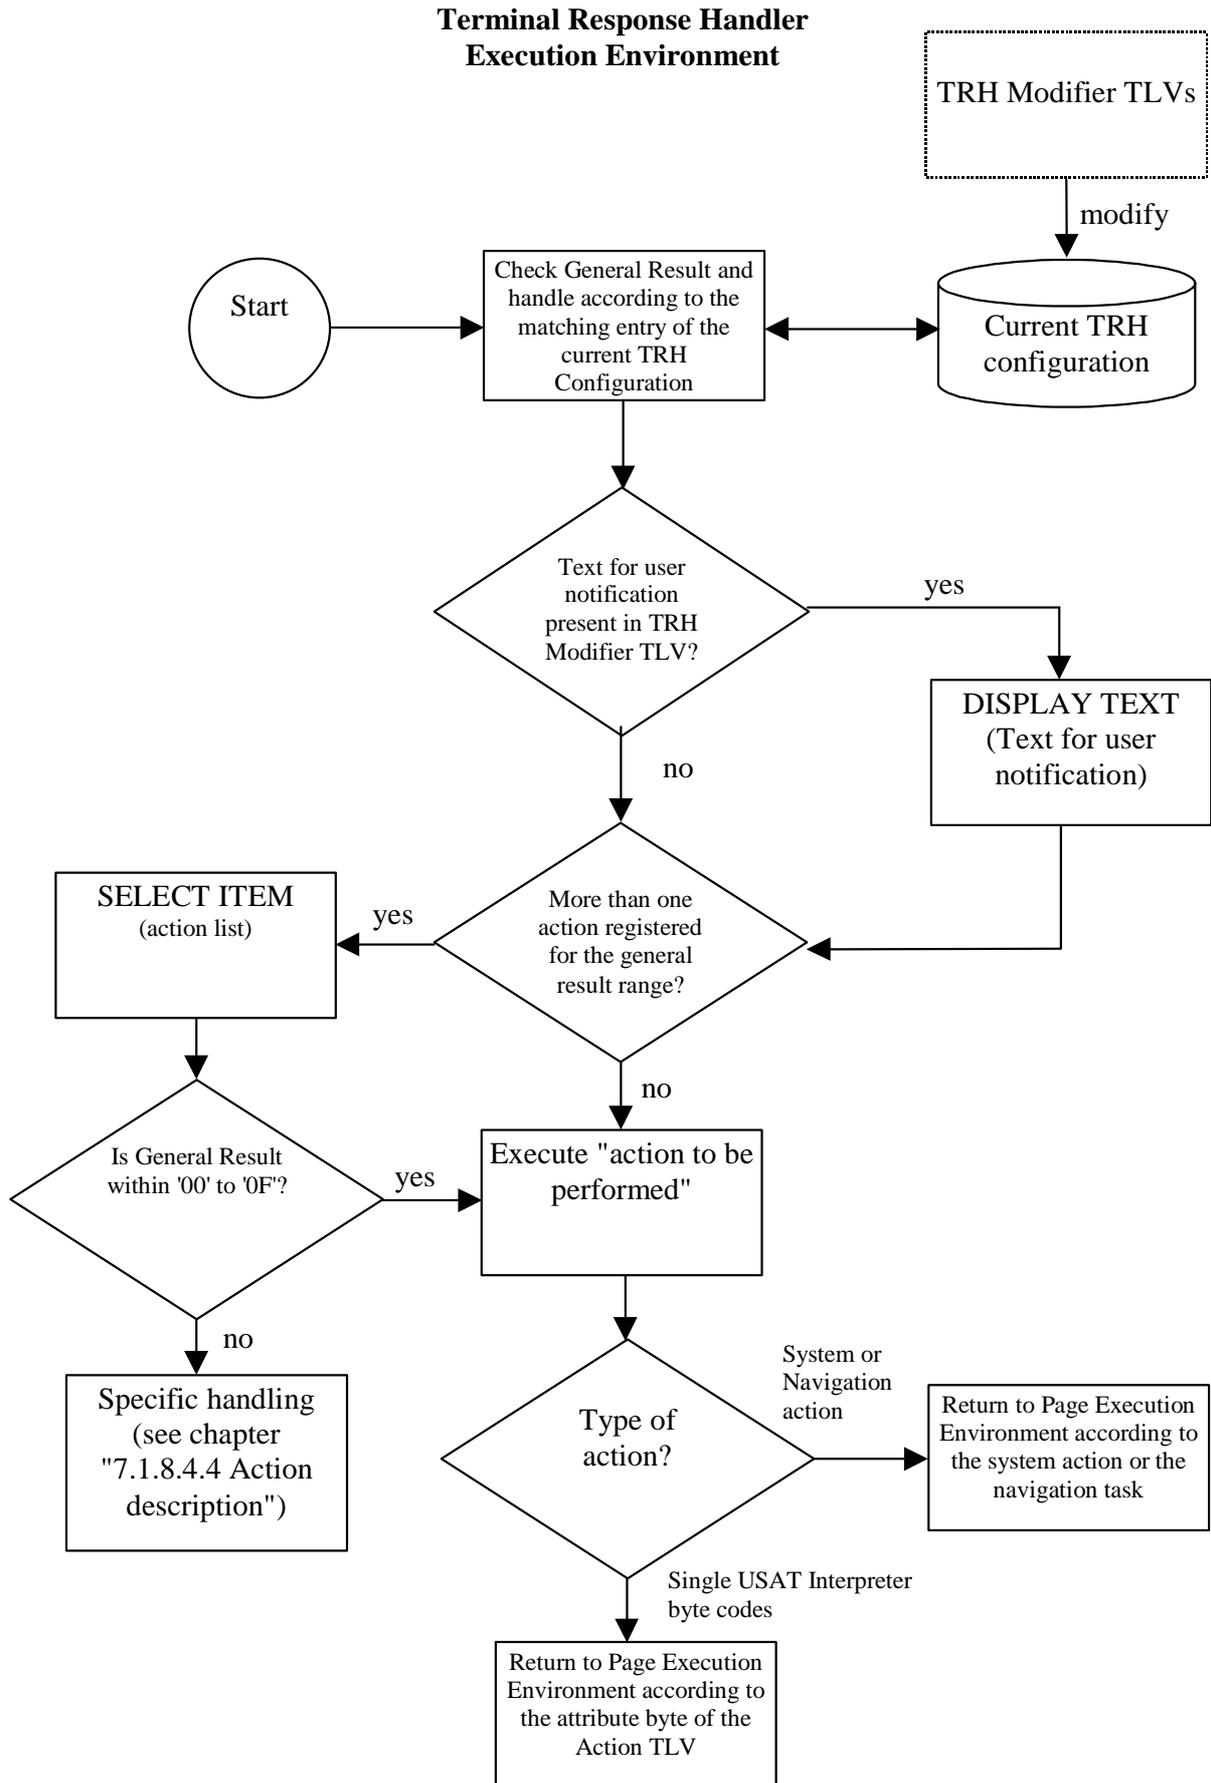 Terminal Response Handler
Execution Environment
TRH Modifier TLVs
modify
Start
Check General Result and
handle according to the
matching entry of the
current TRH
Configuration
Current TRH
configuration
Text for user
notification
present in TRH
Modifier TLV?
yes
DISPLAY TEXT
(Text for user
notification)
no
SELECT ITEM
(action list)
yes
More than one
action registered
for the general
result range?
no
Is General Result
within '00' to '0F'?
yes
Execute "action to be
performed"
no
Specific handling
(see chapter
"7.1.8.4.4 Action
description")
Type of
action?
System or
Navigation
action
Return to Page Execution
Environment according to
the system action or the
navigation task
Single USAT Interpreter
byte codes
Return to Page Execution
Environment according to
the attribute byte of the
Action TLV